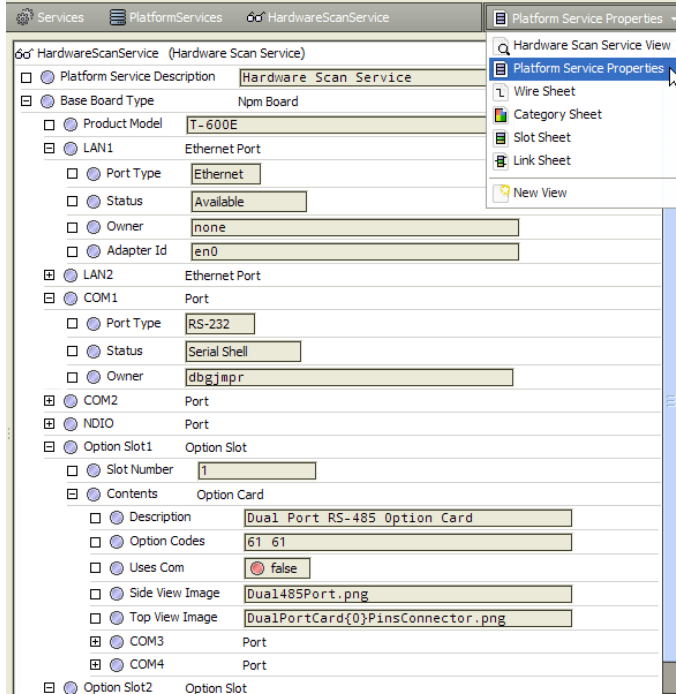 Services PlatformServices HardwareScanService Platform Service Properties
HardwareScanService (Hardware Scan Service)
Hardware Scan Service View
Platform Service Properties
Wire Sheet
Category Sheet
Slot Sheet
Link Sheet
New View
Platform Service Description Hardware Scan Service
Base Board Type Npm Board
Product Model T-600E
LAN1 Ethernet Port
Port Type Ethernet
Status Available
Owner none
Adapter Id en0
LAN2 Ethernet Port
COM1 Port
Port Type RS-232
Status Serial Shell
Owner dbgjmpr
COM2 Port
NDIO Port
Option Slot1 Option Slot
Slot Number 1
Contents Option Card
Description Dual Port RS-485 Option Card
Option Codes 61 61
Uses Com false
Side View Image Dual485Port.png
Top View Image DualPortCard{0}PinsConnector.png
COM3 Port
COM4 Port
Option Slot2 Option Slot